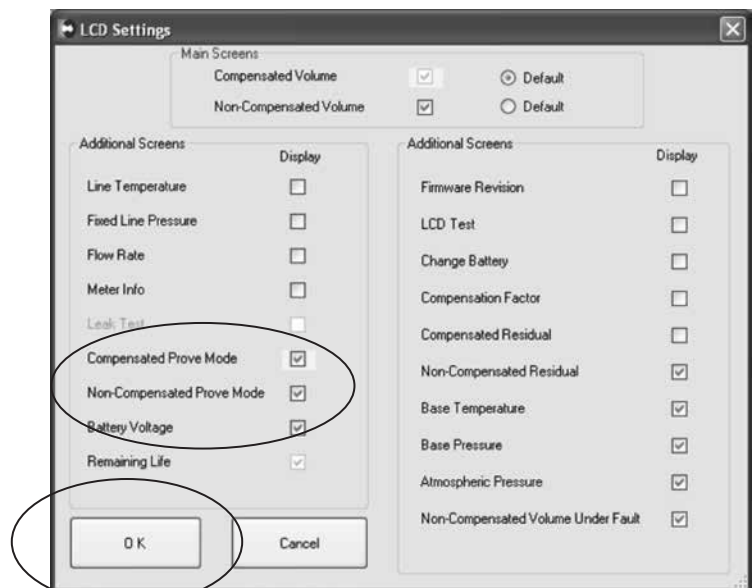 LCD Settings
Main Screens
Compensated Volume Default
Non-Compensated Volume Default
Additional Screens
Display
Line Temperature
Fixed Line Pressure
Flow Rate
Meter Info
Leak Test
Compensated Prove Mode
Non-Compensated Prove Mode
Battery Voltage
Remaining Life
Additional Screens
Display
Firmware Revision
LCD Test
Change Battery
Compensation Factor
Compensated Residual
Non-Compensated Residual
Base Temperature
Base Pressure
Atmospheric Pressure
Non-Compensated Volume Under Fault
OK
Cancel